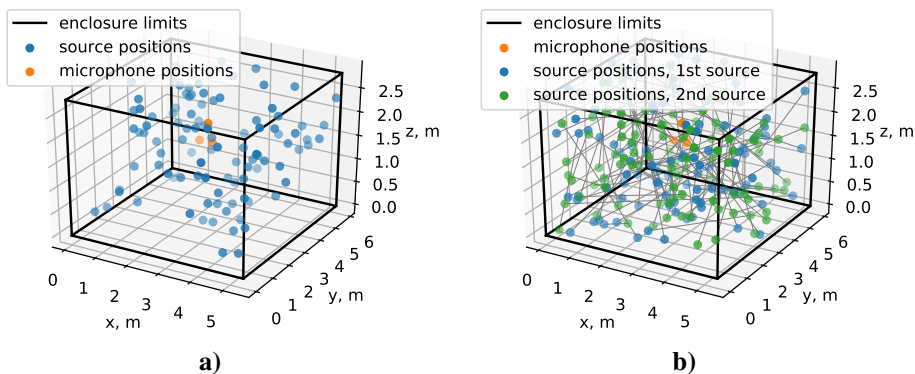 enclosure limits
source positions
microphone positions
2.5
2.0
1.5
1.0
0.5
0.0
z, m
0 1 2 3 4 5
x, m
0 1 2 3 4 5 6
y, m
a)
enclosure limits
microphone positions
source positions, 1st source
source positions, 2nd source
2.5
2.0
1.5
1.0
0.5
0.0
z, m
0 1 2 3 4 5
x, m
0 1 2 3 4 5 6
y, m
b)